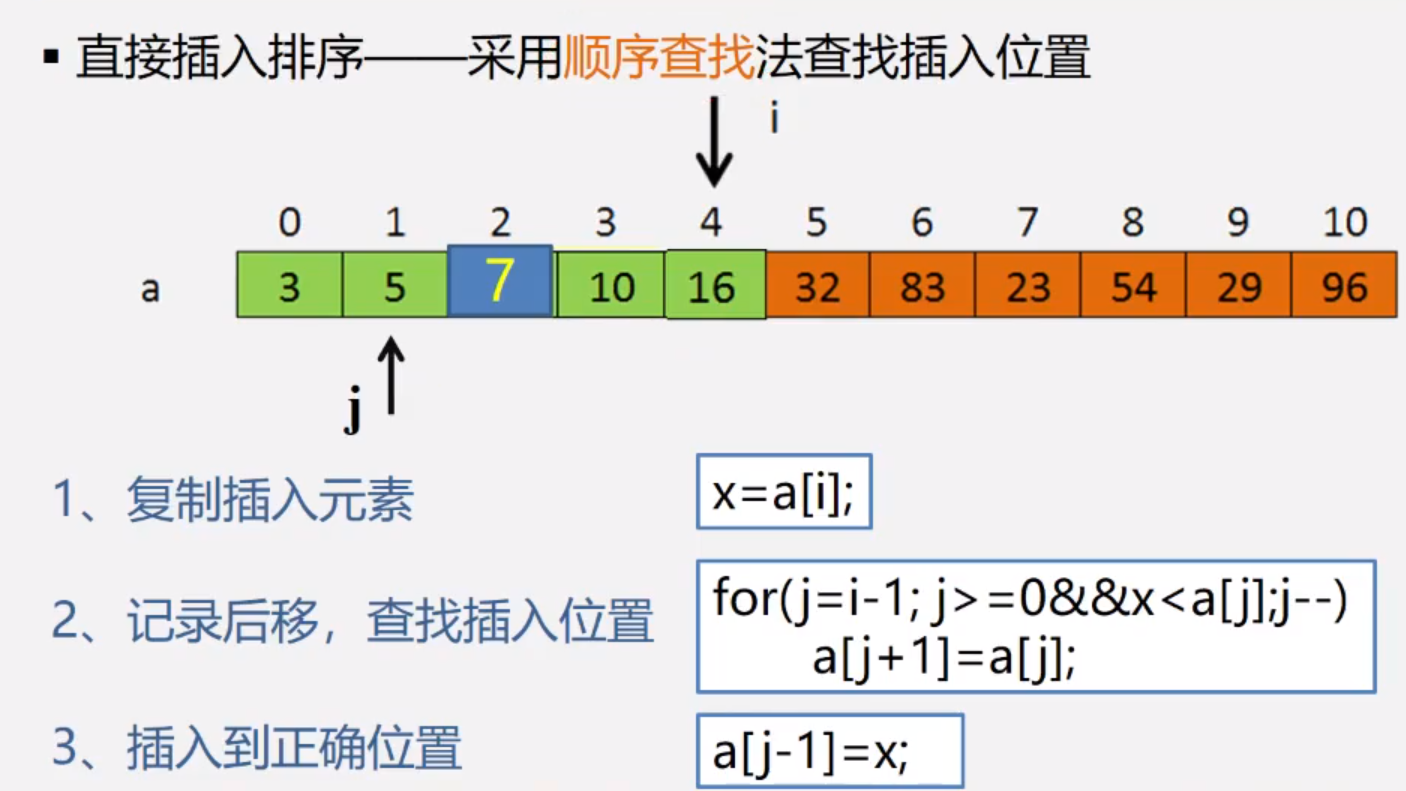 ▪ 直接插入排序——采用顺序查找法查找插入位置
i
0 1 2 3 4 5 6 7 8 9 10
a 3 5 7 10 16 32 83 23 54 29 96
j
1、复制插入元素 x=a[i];
2、记录后移，查找插入位置 for(j=i-1; j>=0&&x<a[j];j--)
a[j+1]=a[j];
3、插入到正确位置 a[j-1]=x;